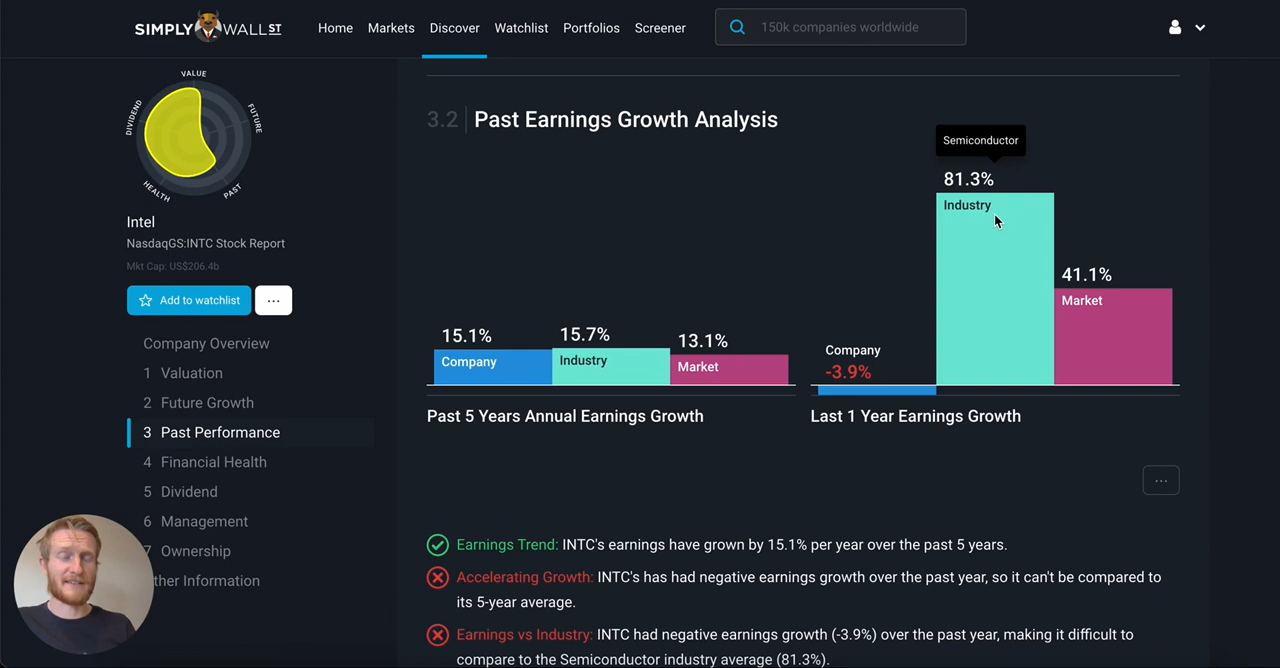 SIMPLY WALL ST
Home Markets Discover Watchlist Portfolios Screener
150k companies worldwide
VALUE
FUTURE
PAST
HEALTH
DIVIDEND
Intel
NasdaqGS:INTC Stock Report
Mkt Cap: US$206.4b
Add to watchlist
...
Company Overview
1 Valuation
2 Future Growth
3 Past Performance
4 Financial Health
5 Dividend
6 Management
7 Ownership
ther Information
3.2 Past Earnings Growth Analysis
15.1%
Company
15.7%
Industry
13.1%
Market
Past 5 Years Annual Earnings Growth
Company
-3.9%
Semiconductor
81.3%
Industry
41.1%
Market
Last 1 Year Earnings Growth
...
Earnings Trend: INTC's earnings have grown by 15.1% per year over the past 5 years.
Accelerating Growth: INTC's has had negative earnings growth over the past year, so it can't be compared to
its 5-year average.
Earnings vs Industry: INTC had negative earnings growth (-3.9%) over the past year, making it difficult to
compare to the Semiconductor industry average (81.3%).